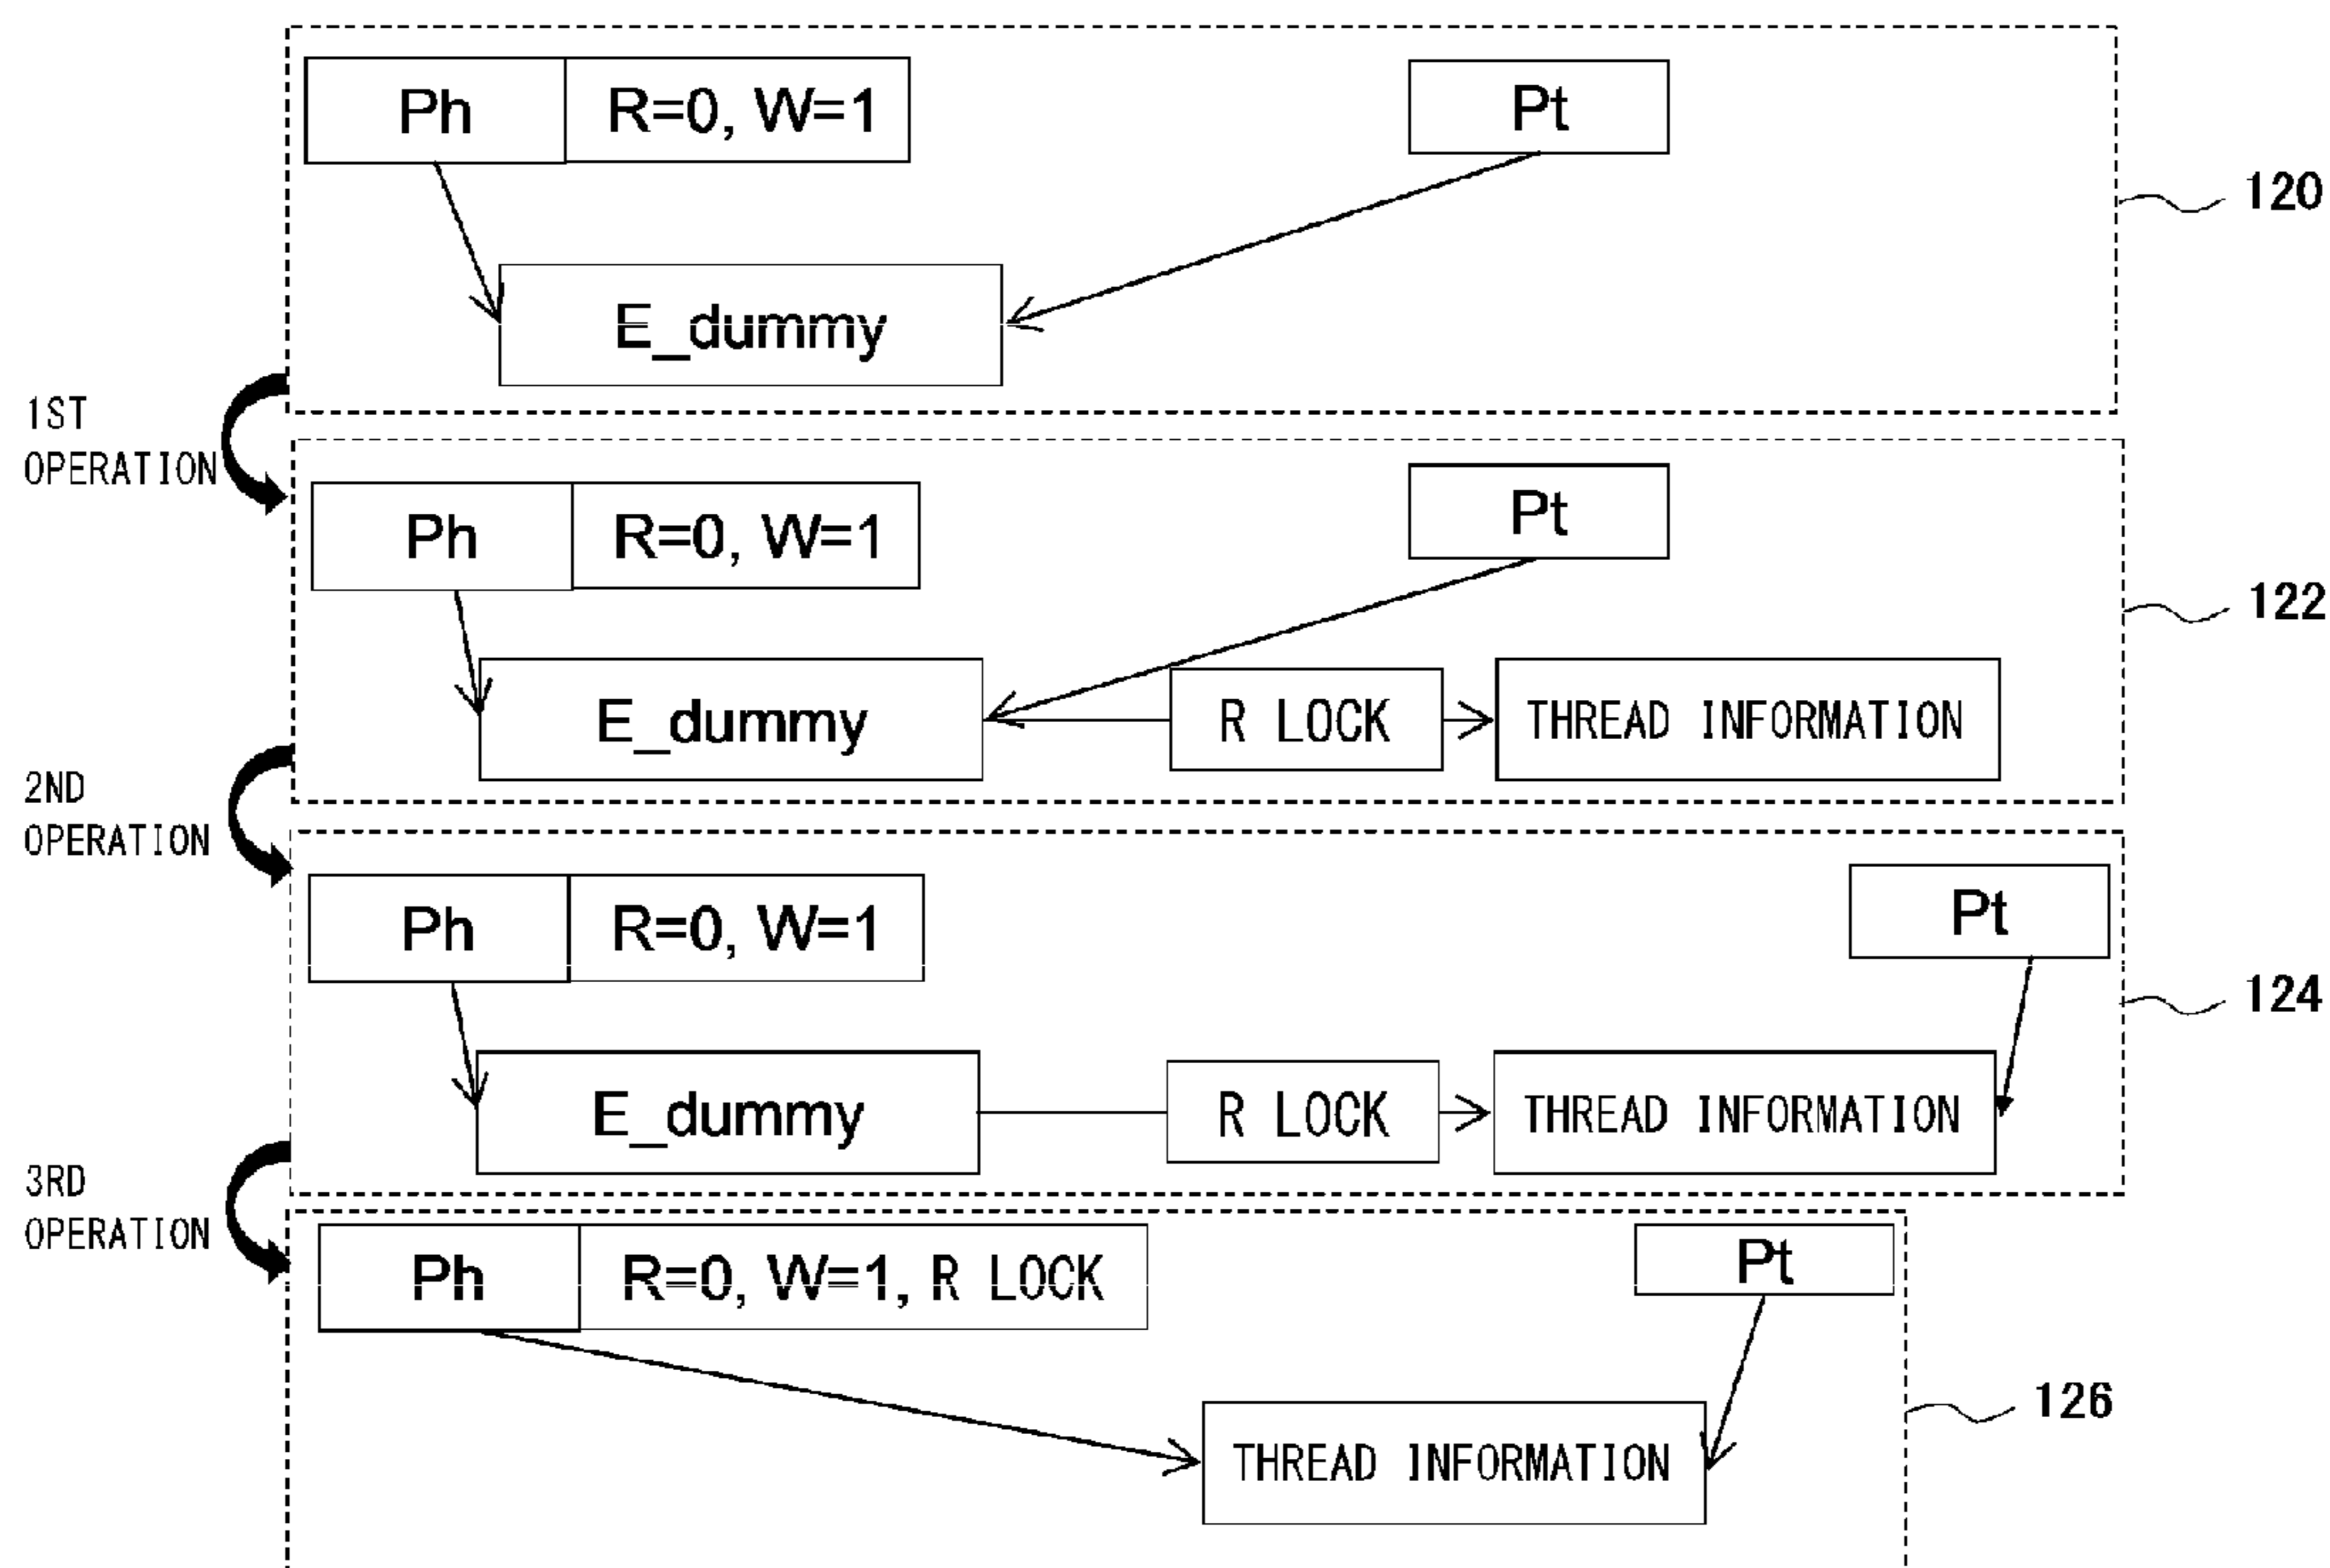 Ph R=0, W=1 Pt
120
E_dummy
1ST
OPERATION
Ph R=0, W=1 Pt
122
E_dummy R LOCK THREAD INFORMATION
2ND
OPERATION
Ph R=0, W=1 Pt
124
E_dummy R LOCK THREAD INFORMATION
3RD
OPERATION
Ph R=0, W=1, R LOCK Pt
126
THREAD INFORMATION